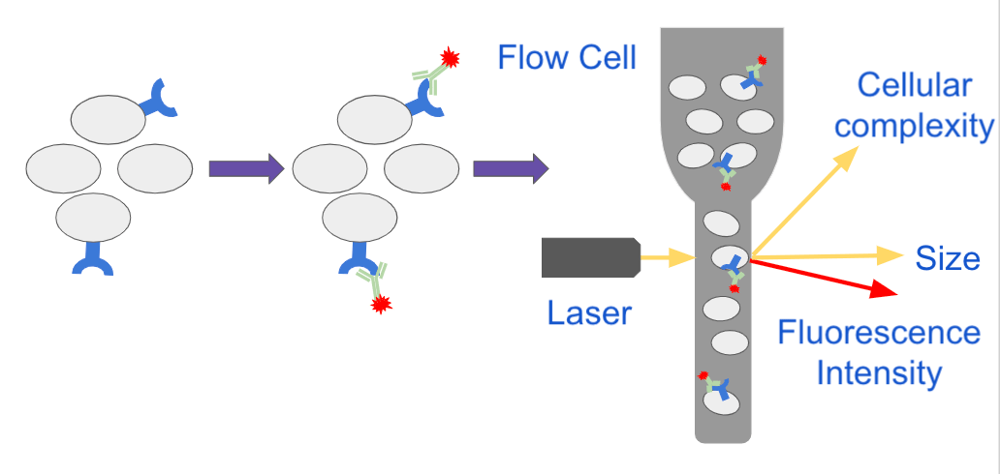 Flow Cell
Cellular
complexity
Size
Laser
Fluorescence
Intensity